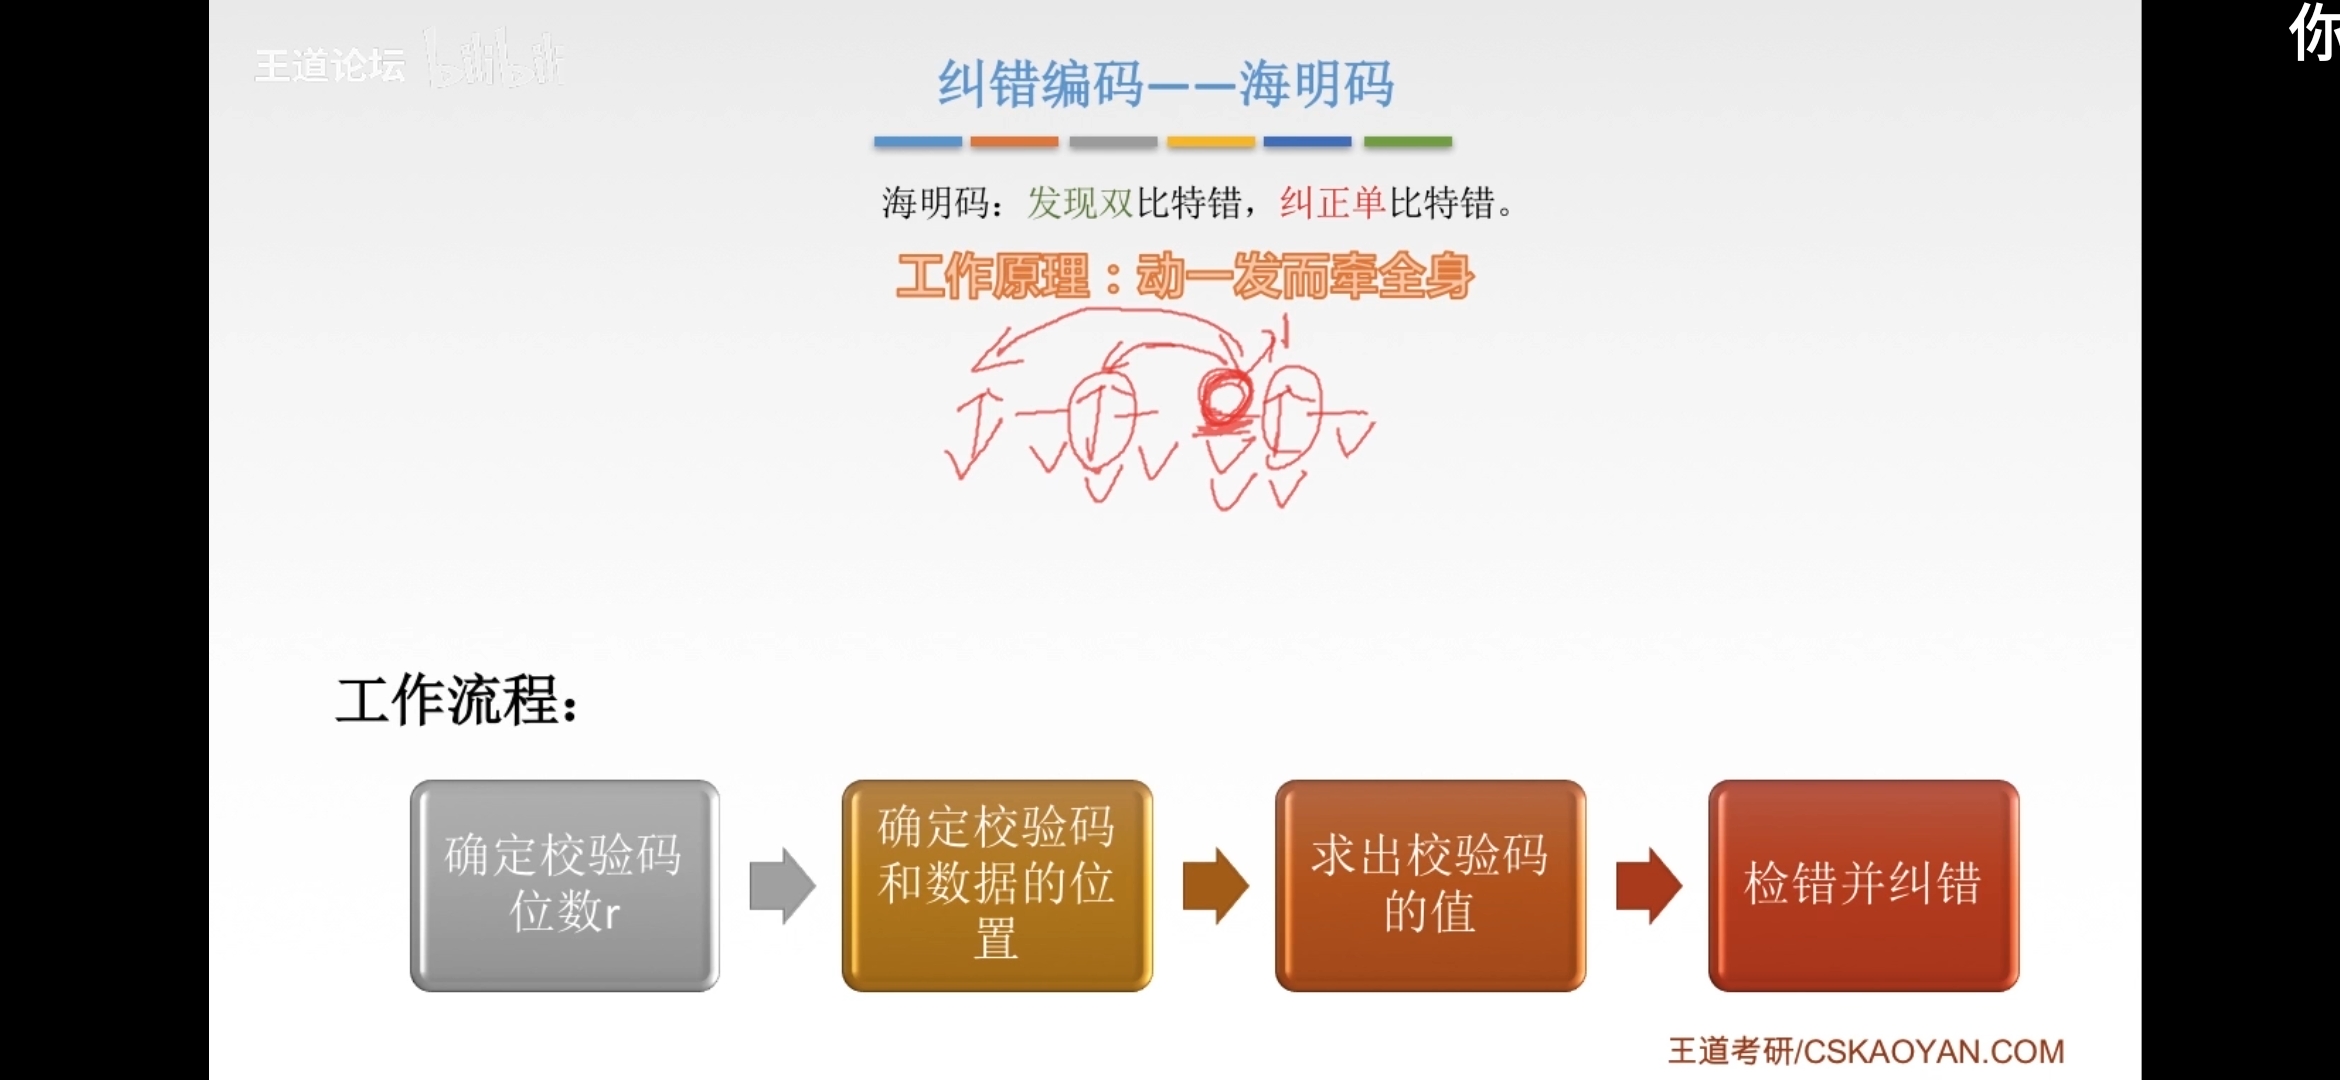 你
王道论坛 bilibili
纠错编码——海明码
海明码：发现双比特错，纠正单比特错。
工作原理：动一发而牵全身
工作流程：
确定校验码
位数r
确定校验码
和数据的位
置
求出校验码
的值
检错并纠错
王道考研/CSKAOYAN.COM